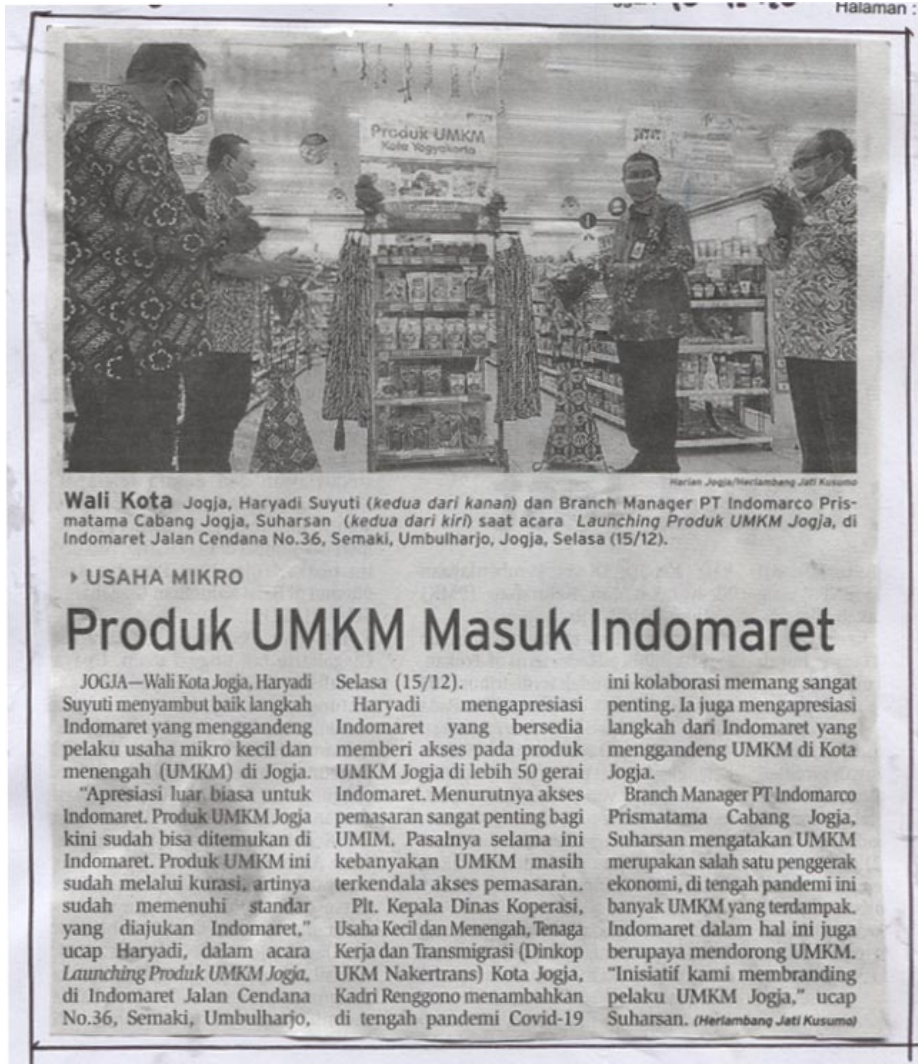 Halaman :
Produk UMKM
Kota Yogyakarta
Harian Jogja/Herlambang Jati Kusumo
Wali Kota Jogja, Haryadi Suyuti (kedua dari kanan) dan Branch Manager PT Indomarco Pris-
matama Cabang Jogja, Suharsan (kedua dari kiri) saat acara Launching Produk UMKM Jogja, di
Indomaret Jalan Cendana No.36, Semaki, Umbulharjo, Jogja, Selasa (15/12).
USAHA MIKRO
Produk UMKM Masuk Indomaret
JOGJA—Wali Kota Jogja, Haryadi
Suyuti menyambut baik langkah
Indomaret yang menggandeng
pelaku usaha mikro kecil dan
menengah (UMKM) di Jogja.
"Apresiasi luar biasa untuk
Indomaret. Produk UMKM Jogja
kini sudah bisa ditemukan di
Indomaret. Produk UMKM ini
sudah melalui kurasi, artinya
sudah memenuhi standar
yang diajukan Indomaret,"
ucap Haryadi, dalam acara
Launching Produk UMKM Jogja,
di Indomaret Jalan Cendana
No.36, Semaki, Umbulharjo,
Selasa (15/12).
Haryadi mengapresiasi
Indomaret yang bersedia
memberi akses pada produk
UMKM Jogja di lebih 50 gerai
Indomaret. Menurutnya akses
pemasaran sangat penting bagi
UMIM. Pasalnya selama ini
kebanyakan UMKM masih
terkendala akses pemasaran.
Plt. Kepala Dinas Koperasi,
Usaha Kecil dan Menengah, Tenaga
Kerja dan Transmigrasi (Dinkop
UKM Nakertrans) Kota Jogja,
Kadri Renggono menambahkan
di tengah pandemi Covid-19
ini kolaborasi memang sangat
penting. Ia juga mengapresiasi
langkah dari Indomaret yang
menggandeng UMKM di Kota
Jogja.
Branch Manager PT Indomarco
Prismatama Cabang Jogja,
Suharsan mengatakan UMKM
merupakan salah satu penggerak
ekonomi, di tengah pandemi ini
banyak UMKM yang terdampak.
Indomaret dalam hal ini juga
berupaya mendorong UMKM.
"Inisiatif kami membranding
pelaku UMKM Jogja," ucap
Suharsan. (Herlambang Jati Kusumo)